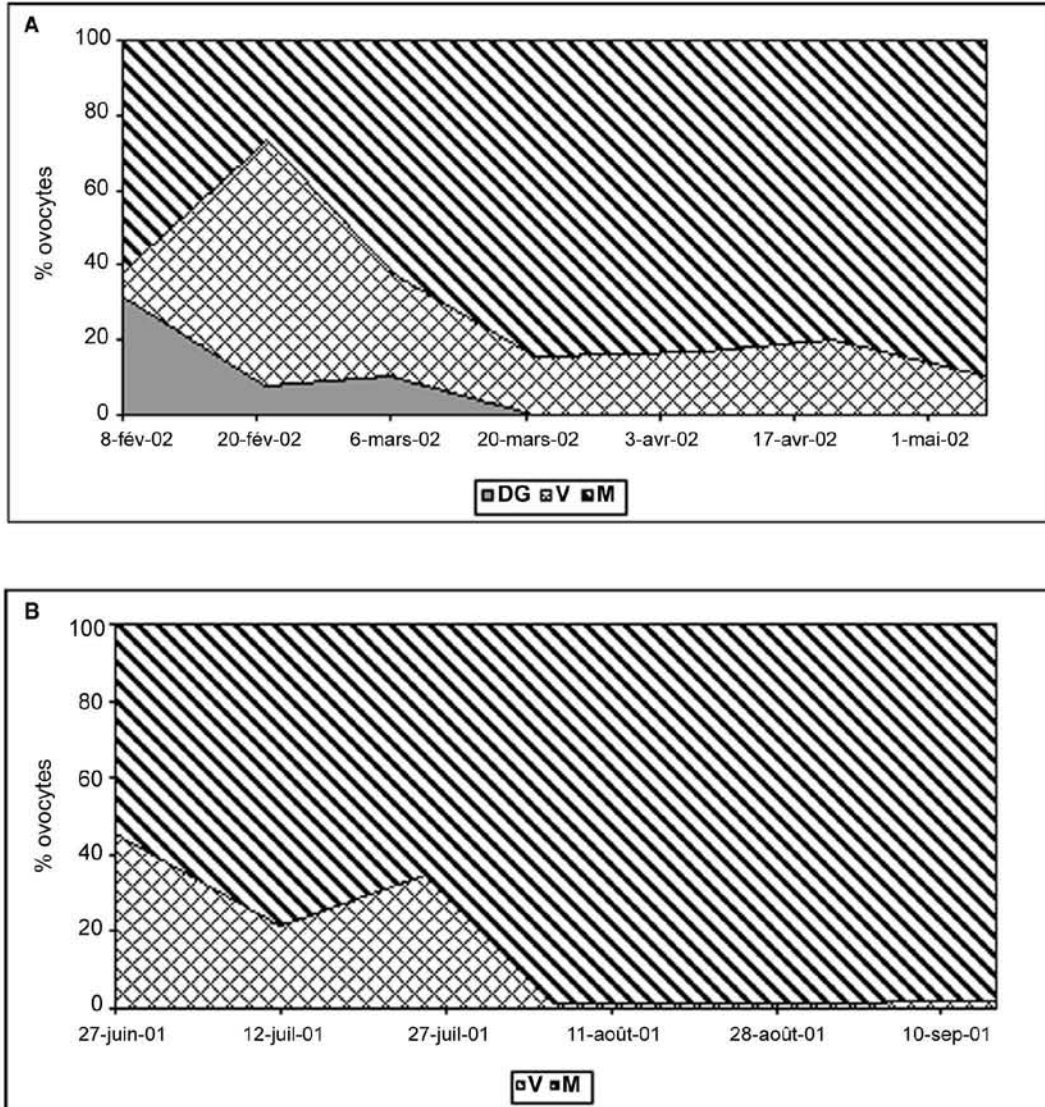 A
100
80
60
40
20
0
% ovocytes
8-fév-02 20-fév-02 6-mars-02 20-mars-02 3-avr-02 17-avr-02 1-mai-02
DG V M
B
100
80
60
40
20
0
% ovocytes
27-juin-01 12-juil-01 27-juil-01 11-août-01 28-août-01 10-sep-01
V M